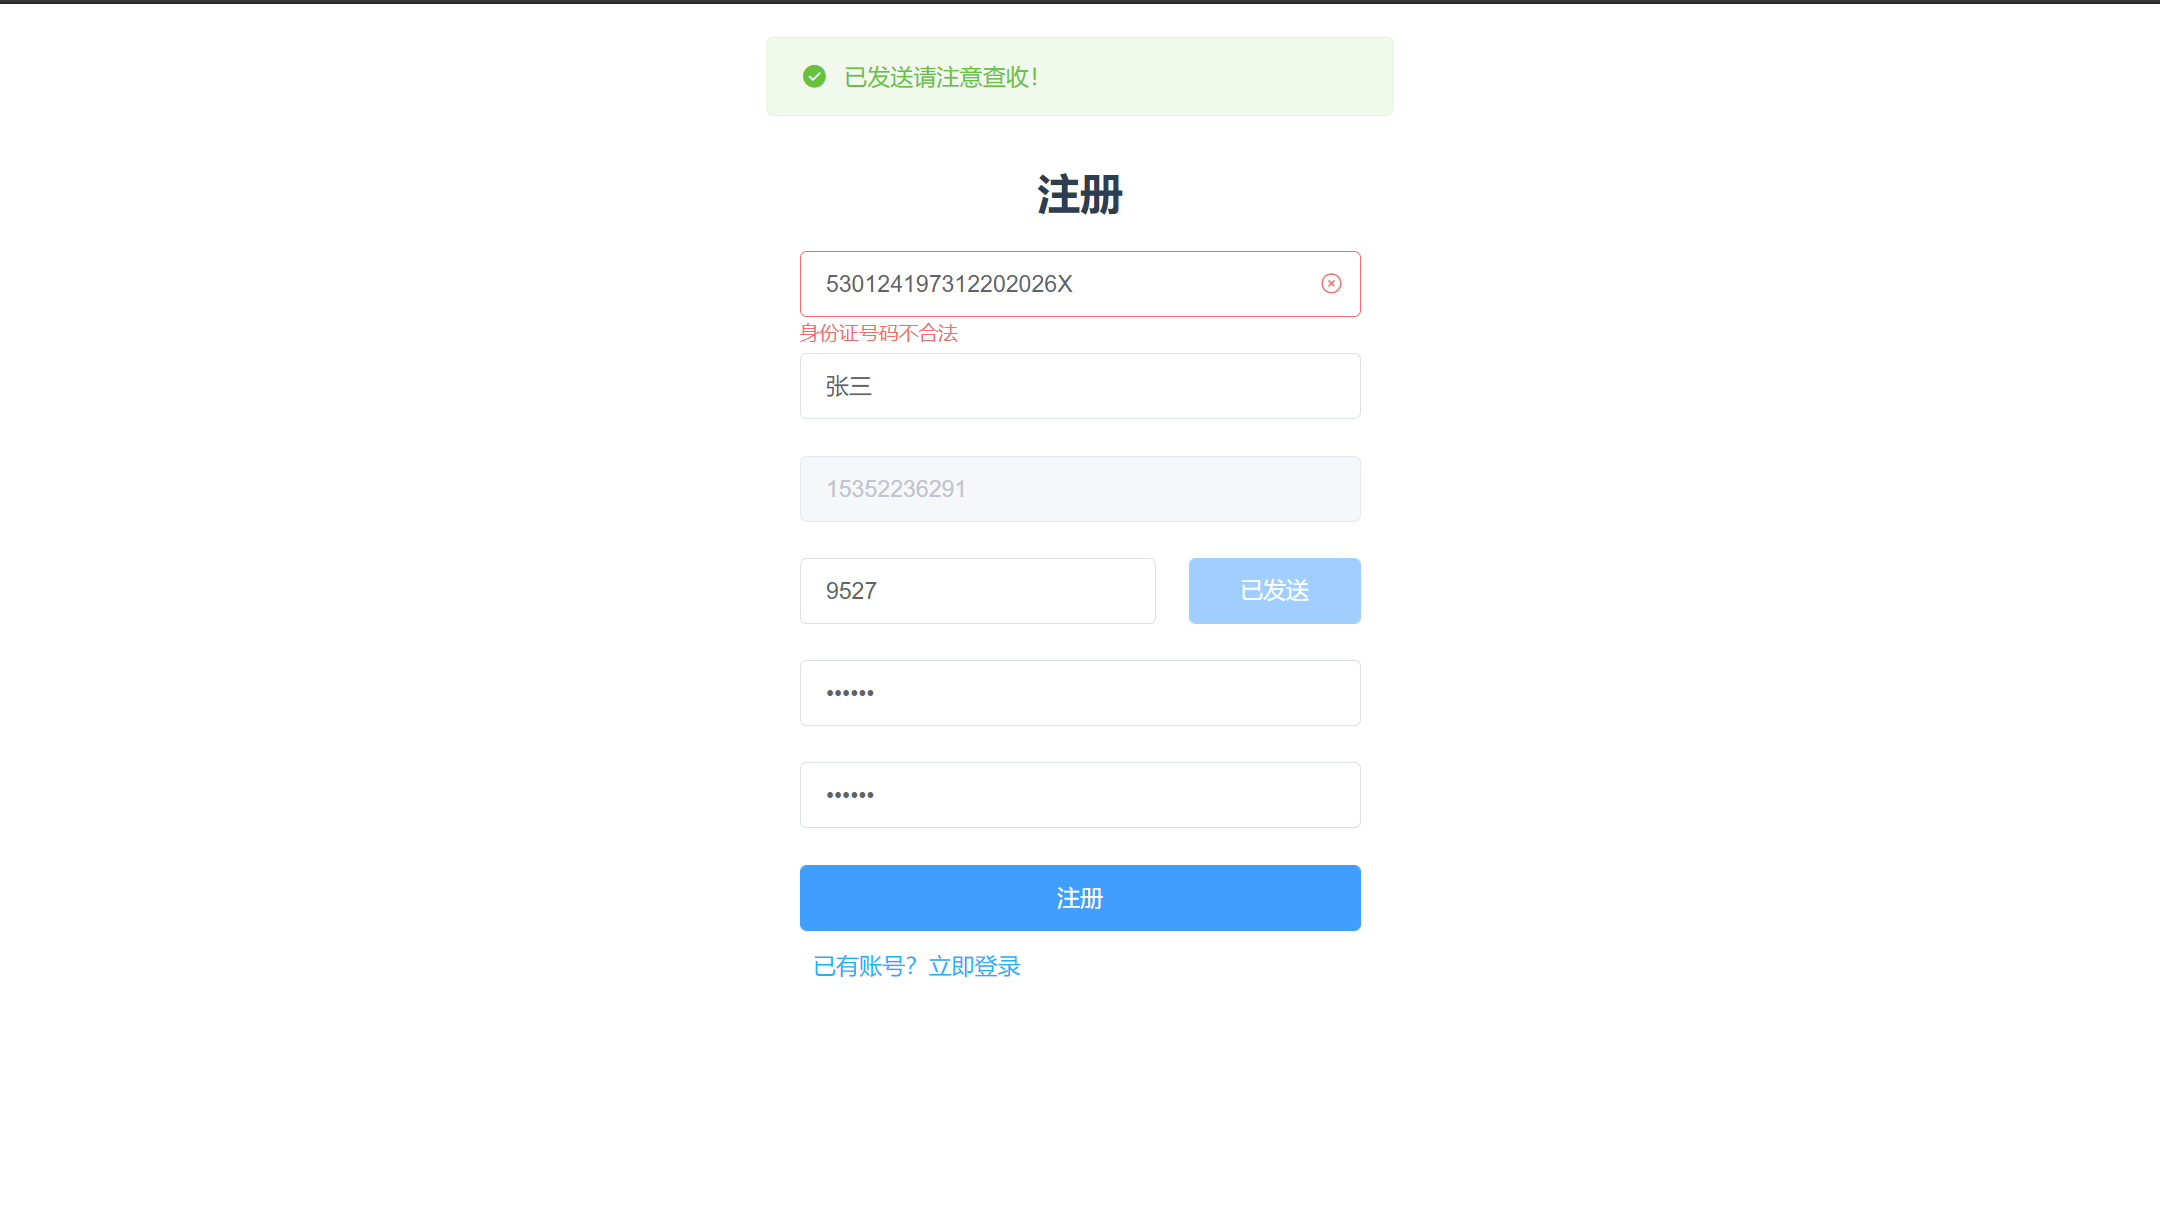 已发送请注意查收！
注册
530124197312202026X
身份证号码不合法
张三
15352236291
9527
已发送
••••••
••••••
注册
已有账号？立即登录